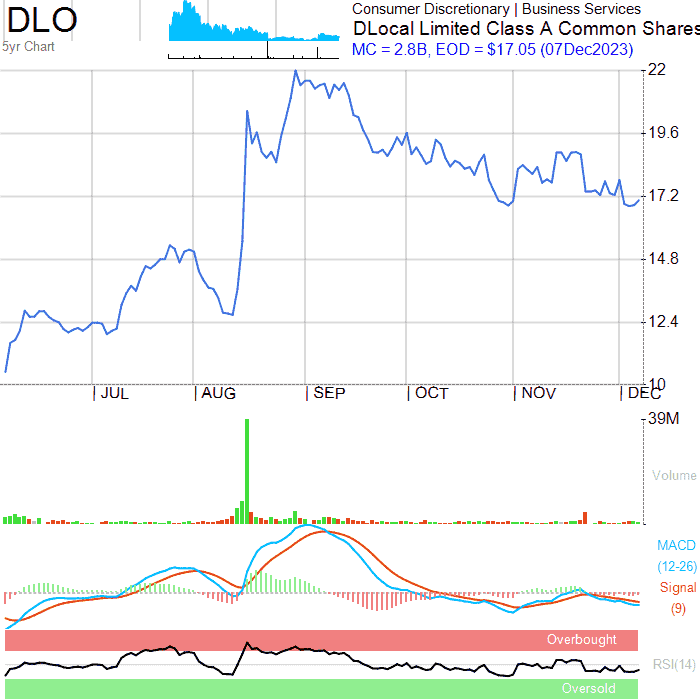 DLO
5yr Chart
Consumer Discretionary | Business Services
DLocal Limited Class A Common Shares
MC = 2.8B, EOD = $17.05 (07Dec2023)
22
19.6
17.2
14.8
12.4
10
JUL AUG SEP OCT NOV DEC
39M
Volume
MACD
(12-26)
Signal
(9)
Overbought
RSI(14)
Oversold